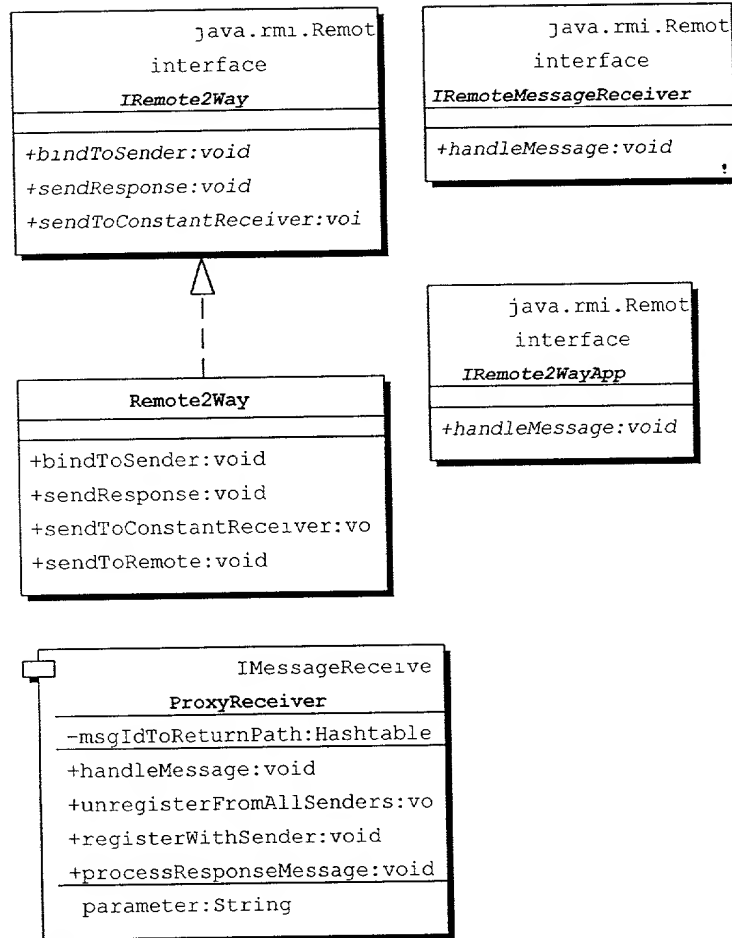 java.rmi.Remot
interface
IRemote2Way
+bindToSender:void
+sendResponse:void
+sendToConstantReceiver:voi
java.rmi.Remot
interface
IRemoteMessageReceiver
+handleMessage:void
java.rmi.Remot
interface
IRemote2WayApp
+handleMessage:void
Remote2Way
+bindToSender:void
+sendResponse:void
+sendToConstantReceiver:vo
+sendToRemote:void
IMessageReceive
ProxyReceiver
-msgIdToReturnPath:Hashtable
+handleMessage:void
+unregisterFromAllSenders:vo
+registerWithSender:void
+processResponseMessage:void
parameter:String